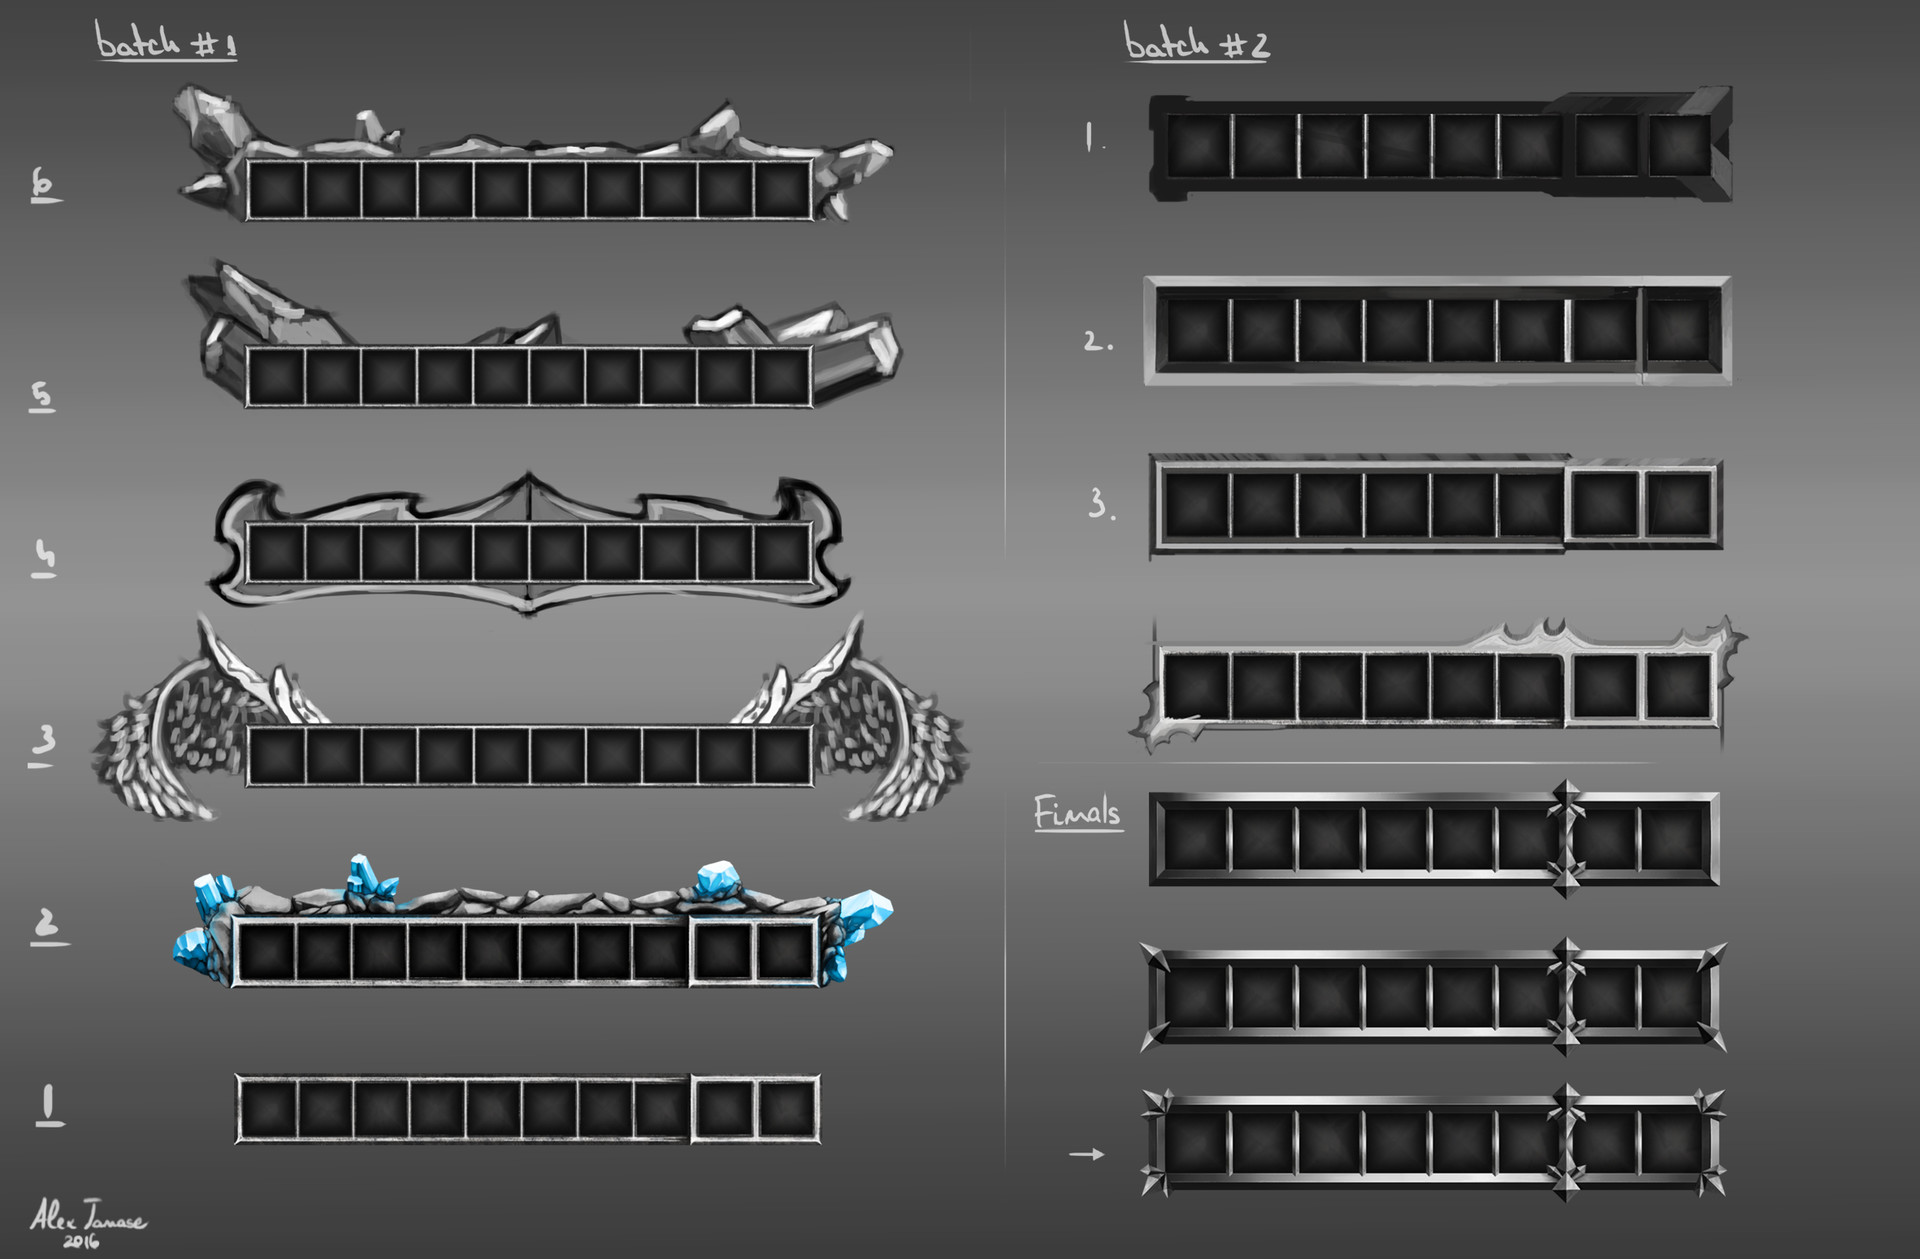 batch #1
6
5
4
3
2
1
batch #2
1.
2.
3.
Finals
→
Alex Tanase
2016